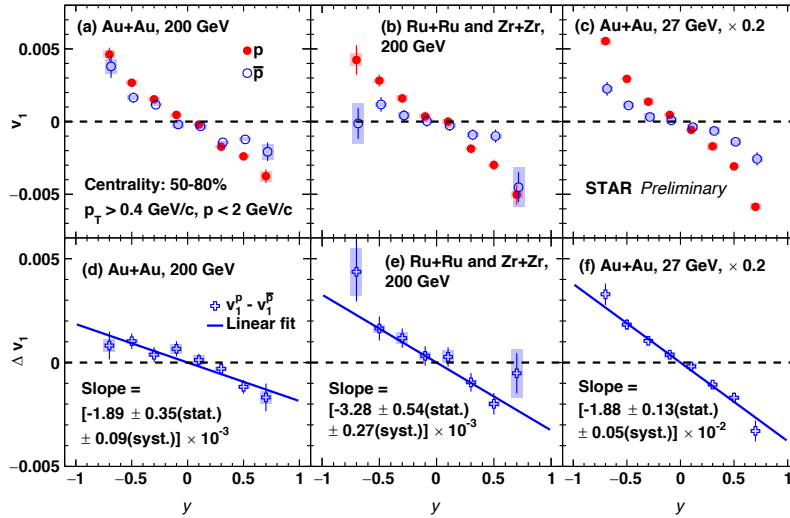 (a) Au+Au, 200 GeV
p
p̅
Centrality: 50-80%
p_T > 0.4 GeV/c, p < 2 GeV/c
(b) Ru+Ru and Zr+Zr,
200 GeV
(c) Au+Au, 27 GeV, × 0.2
STAR Preliminary
v₁
0.005
0
−0.005
(d) Au+Au, 200 GeV
v₁^p - v₁^p̅
Linear fit
Slope =
[-1.89 ± 0.35(stat.)
± 0.09(syst.)] × 10⁻³
(e) Ru+Ru and Zr+Zr,
200 GeV
Slope =
[-3.28 ± 0.54(stat.)
± 0.27(syst.)] × 10⁻³
(f) Au+Au, 27 GeV, × 0.2
Slope =
[-1.88 ± 0.13(stat.)
± 0.05(syst.)] × 10⁻²
Δ v₁
0.005
0
−0.005
−1 −0.5 0 0.5 1
−1 −0.5 0 0.5 1
−1 −0.5 0 0.5 1
y y y